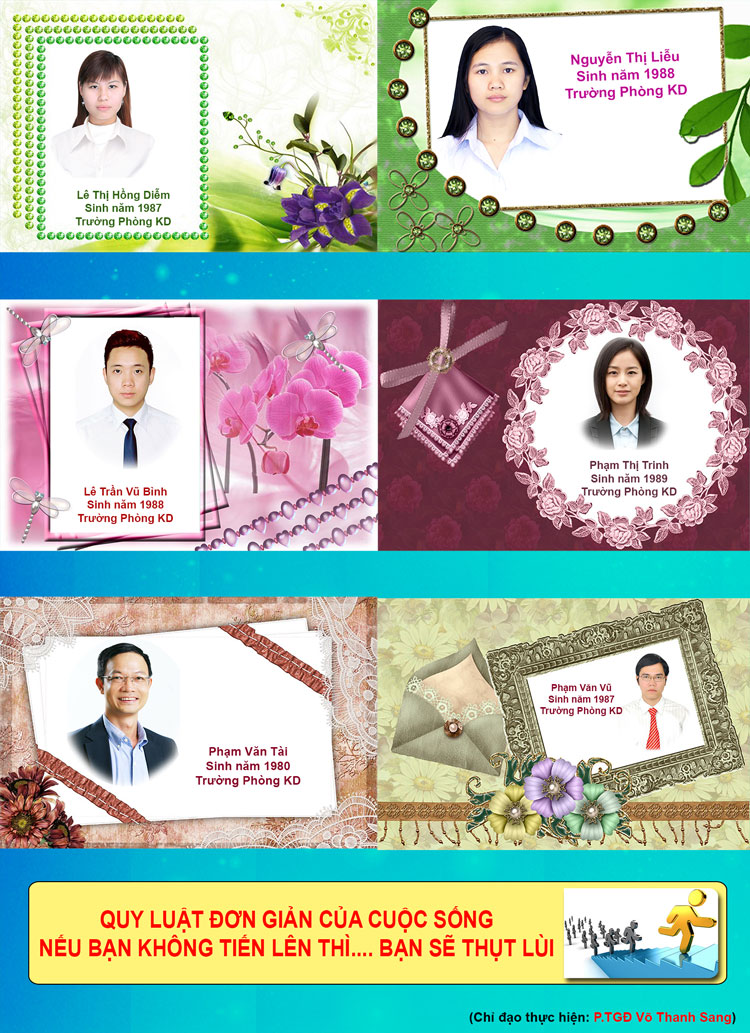 Lê Thị Hồng Diễm
Sinh năm 1987
Trưởng Phòng KD
Nguyễn Thị Liễu
Sinh năm 1988
Trưởng Phòng KD
Lê Trần Vũ Bình
Sinh năm 1988
Trưởng Phòng KD
Phạm Thị Trinh
Sinh năm 1989
Trưởng Phòng KD
Phạm Văn Tài
Sinh năm 1980
Trưởng Phòng KD
Phạm Văn Vũ
Sinh năm 1987
Trưởng Phòng KD
QUY LUẬT ĐƠN GIẢN CỦA CUỘC SỐNG
NẾU BẠN KHÔNG TIẾN LÊN THÌ.... BẠN SẼ THỤT LÙI
(Chỉ đạo thực hiện: P.TGĐ Võ Thanh Sang)